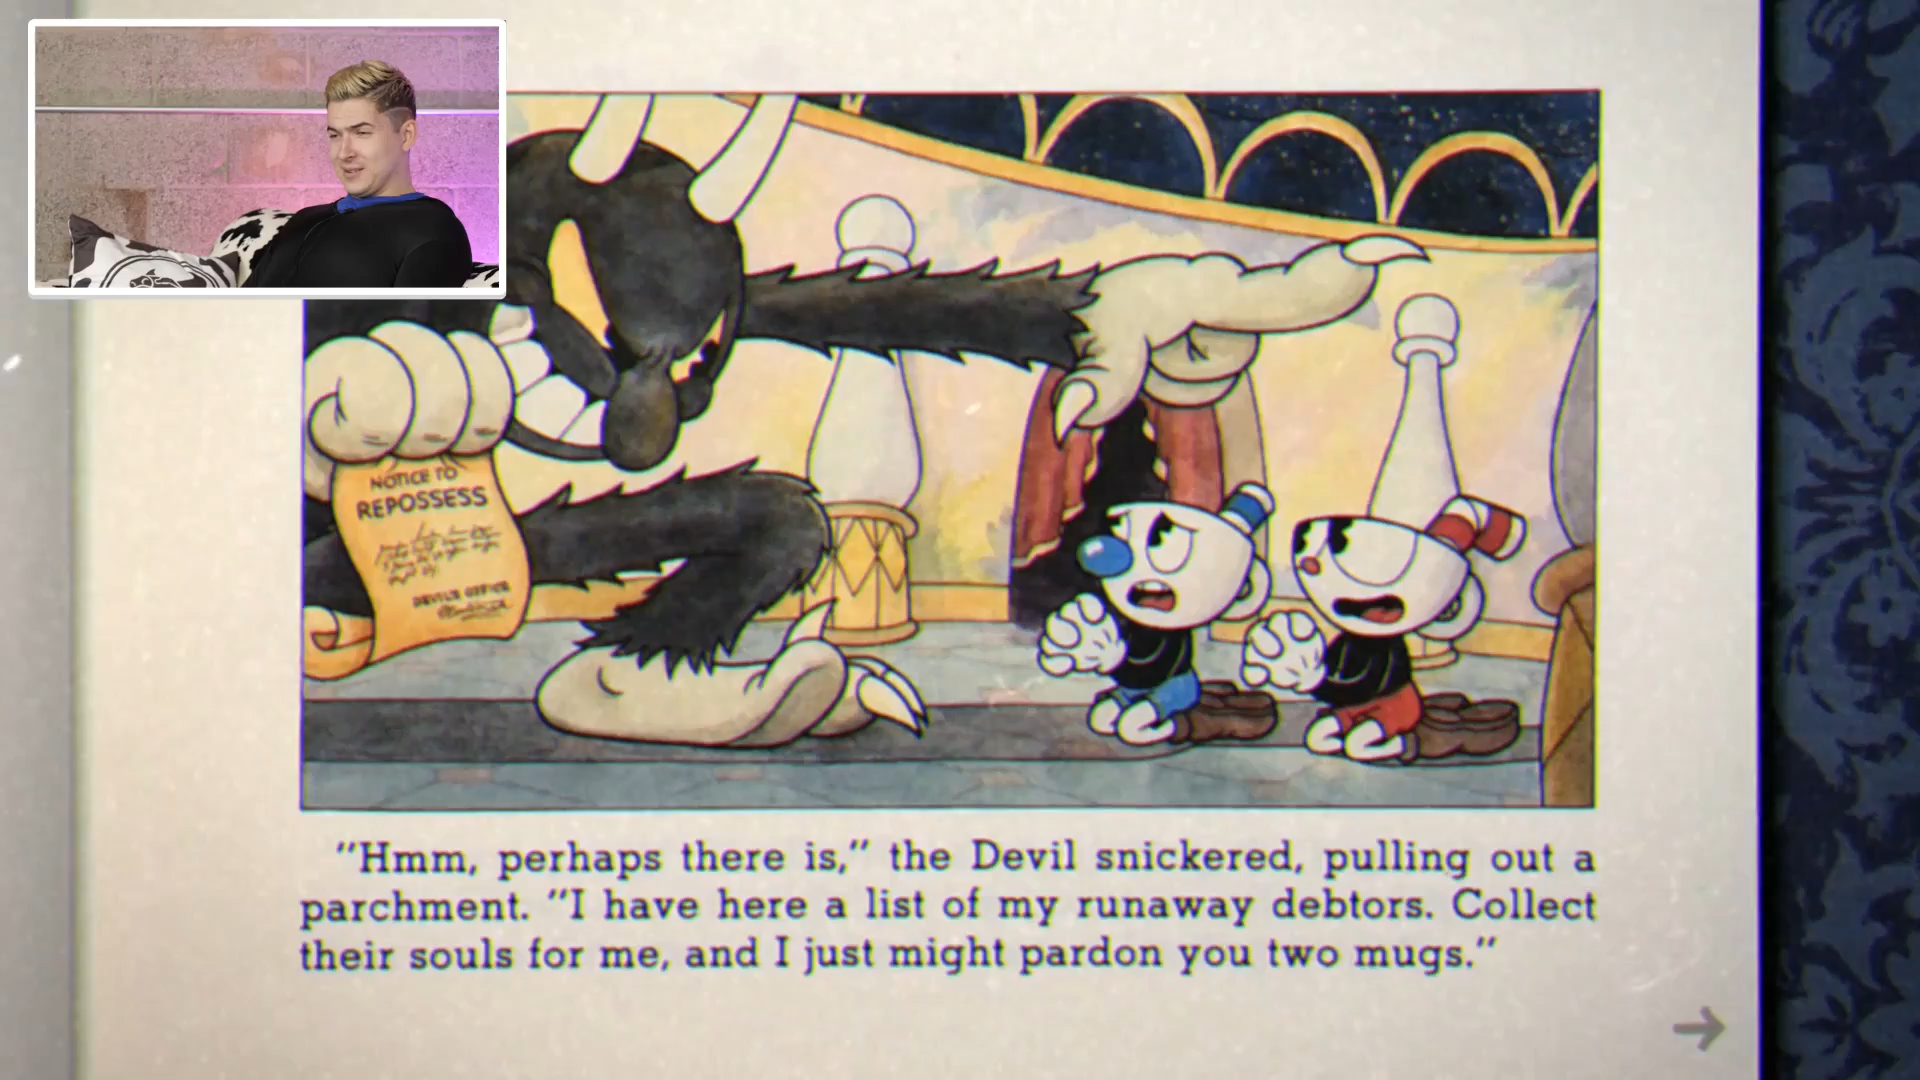 NOTICE TO
REPOSSESS
DEVIL'S OFFICE
"Hmm, perhaps there is," the Devil snickered, pulling out a
parchment. "I have here a list of my runaway debtors. Collect
their souls for me, and I just might pardon you two mugs."